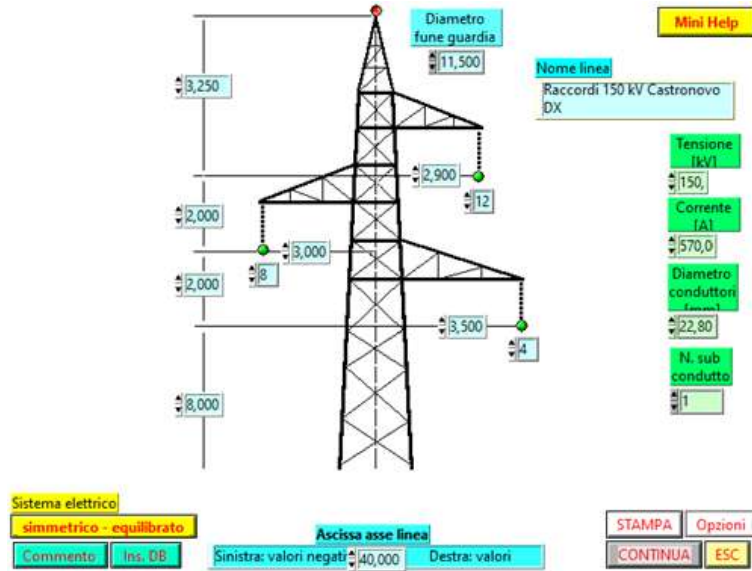 Diametro
fune guardia
11,500
Mini Help
3,250
Nome linea
Raccordi 150 kV Castronovo
DX
Tensione
[kV]
150,
2,900
12
2,000
Corrente
[A]
570,0
3,000
8
2,000
Diametro
conduttori
[mm]
22,80
3,500
4
N. sub
condutto
1
8,000
Sistema elettrico
simmetrico - equilibrato
Commento
Ins. DB
Ascissa asse linea
Sinistra: valori negati
40,000
Destra: valori
STAMPA
Opzioni
CONTINUA
ESC